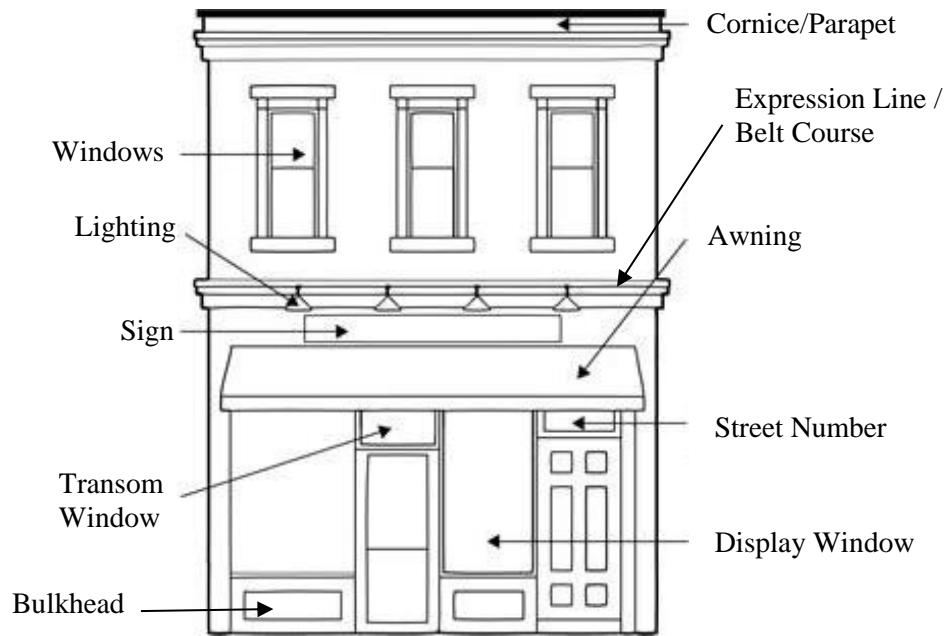 Cornice/Parapet
Expression Line /
Belt Course
Windows
Lighting
Awning
Sign
Street Number
Transom
Window
Display Window
Bulkhead